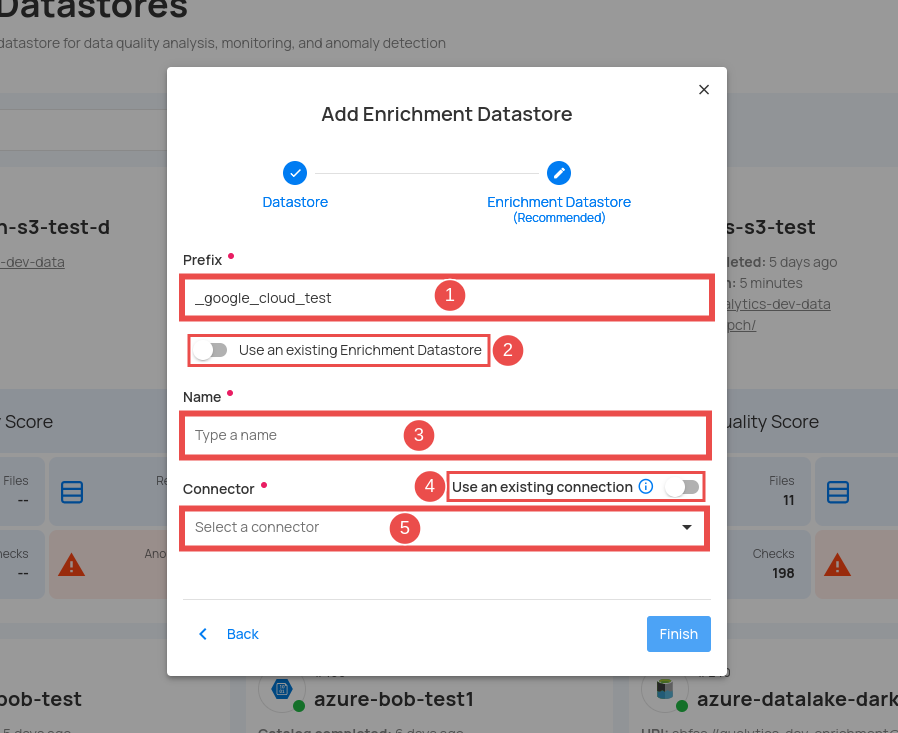 Datastores
datastore for data quality analysis, monitoring, and anomaly detection
Add Enrichment Datastore
Datastore
Enrichment Datastore
(Recommended)
n-s3-test-d
-dev-data
s-s3-test
leted: 5 days ago
n: 5 minutes
alytics-dev-data
pch/
Prefix
_google_cloud_test
1
Use an existing Enrichment Datastore
2
Name
Type a name
3
Connector
4
Use an existing connection
Select a connector
5
y Score
uality Score
Files
--
Re
Files
11
hecks
--
Ano
Checks
198
Back
Finish
bob-test
5 days ago
azure-bob-test1
Catalog completed: 6 days ago
azure-datalake-dark